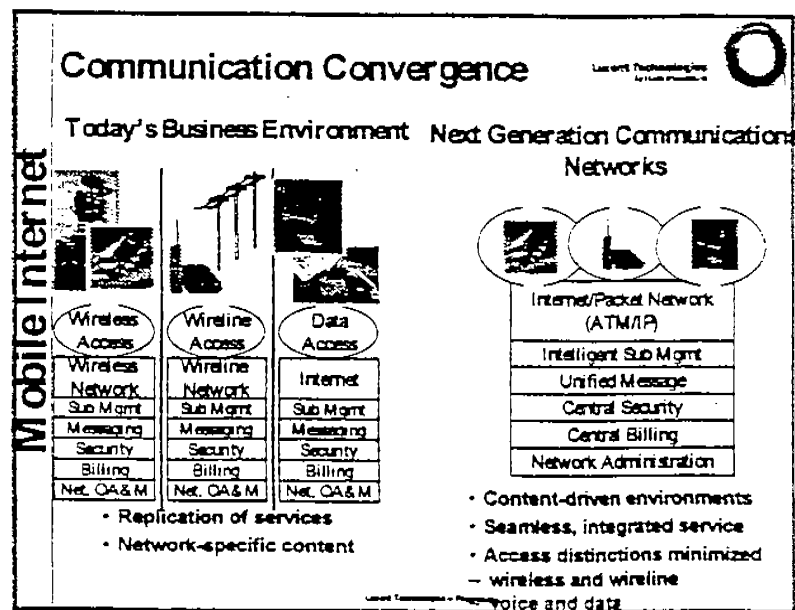 Communication Convergence
Lucent Technologies
Mobile Internet
Today's Business Environment
Wireless Access
Wireless Network
Sub Mgmt
Messaging
Security
Billing
Net. OA&M
Wireline Access
Wireline Network
Sub Mgmt
Messaging
Security
Billing
Net. OA&M
Data Access
Internet
Sub Mgmt
Messaging
Security
Billing
Net. OA&M
• Replication of services
• Network-specific content
Next Generation Communications
Networks
Internet/Packet Network
(ATM/IP)
Intelligent Sub Mgmt
Unified Message
Central Security
Central Billing
Network Administration
• Content-driven environments
• Seamless, integrated service
• Access distinctions minimized
– wireless and wireline
– voice and data